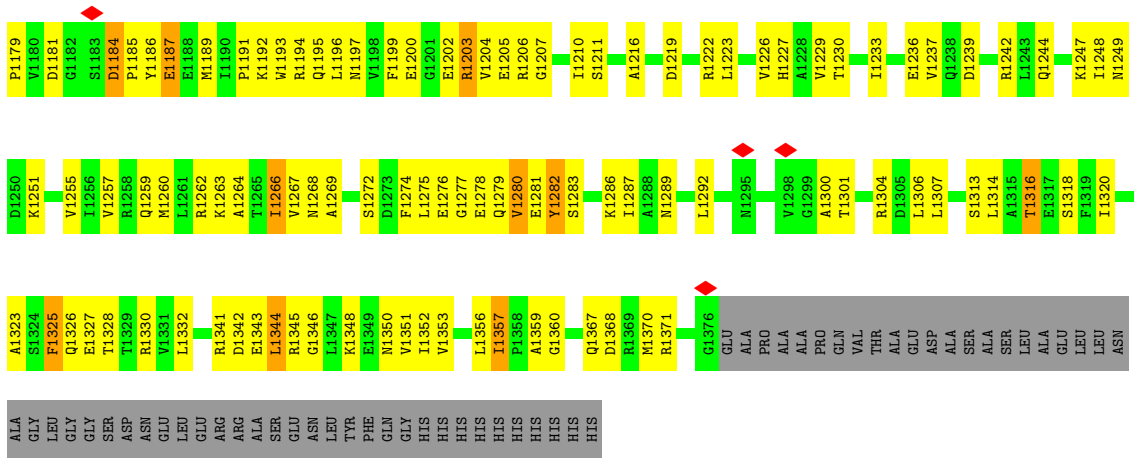 P1179 V1180 D1181 G1182 S1183 D1184 P1185 Y1186 E1187 E1188 M1189 I1190 P1191 K1192 W1193 R1194 Q1195 L1196 N1197 V1198 F1199 E1200 G1201 E1202 R1203 V1204 E1205 R1206 G1207 I1210 S1211 A1216 D1219 R1222 L1223 V1226 H1227 A1228 V1229 T1230 I1233 E1236 V1237 Q1238 D1239 R1242 L1243 Q1244 K1247 I1248 N1249
D1250 K1251 V1255 I1256 V1257 R1258 Q1259 M1260 L1261 R1262 K1263 A1264 T1265 I1266 V1267 N1268 A1269 S1272 D1273 F1274 L1275 E1276 G1277 E1278 Q1279 V1280 E1281 Y1282 S1283 K1286 I1287 A1288 N1289 L1292 N1295 V1298 G1299 A1300 T1301 R1304 D1305 L1306 L1307 S1313 L1314 A1315 T1316 E1317 S1318 F1319 I1320
A1323 S1324 F1325 Q1326 E1327 T1328 T1329 R1330 V1331 L1332 R1341 D1342 E1343 L1344 R1345 G1346 L1347 K1348 E1349 N1350 V1351 I1352 V1353 L1356 I1357 P1358 A1359 G1360 Q1367 D1368 R1369 M1370 R1371 G1376 GLU ALA PRO ALA ALA PRO GLN VAL THR ALA GLU ASP ALA SER ALA SER LEU ALA GLU LEU LEU ASN
ALA GLY LEU GLY GLY SER ASP ASN GLU LEU GLU ARG ARG ALA SER GLU ASN LEU TYR PHE GLN GLY HIS HIS HIS HIS HIS HIS HIS HIS HIS HIS